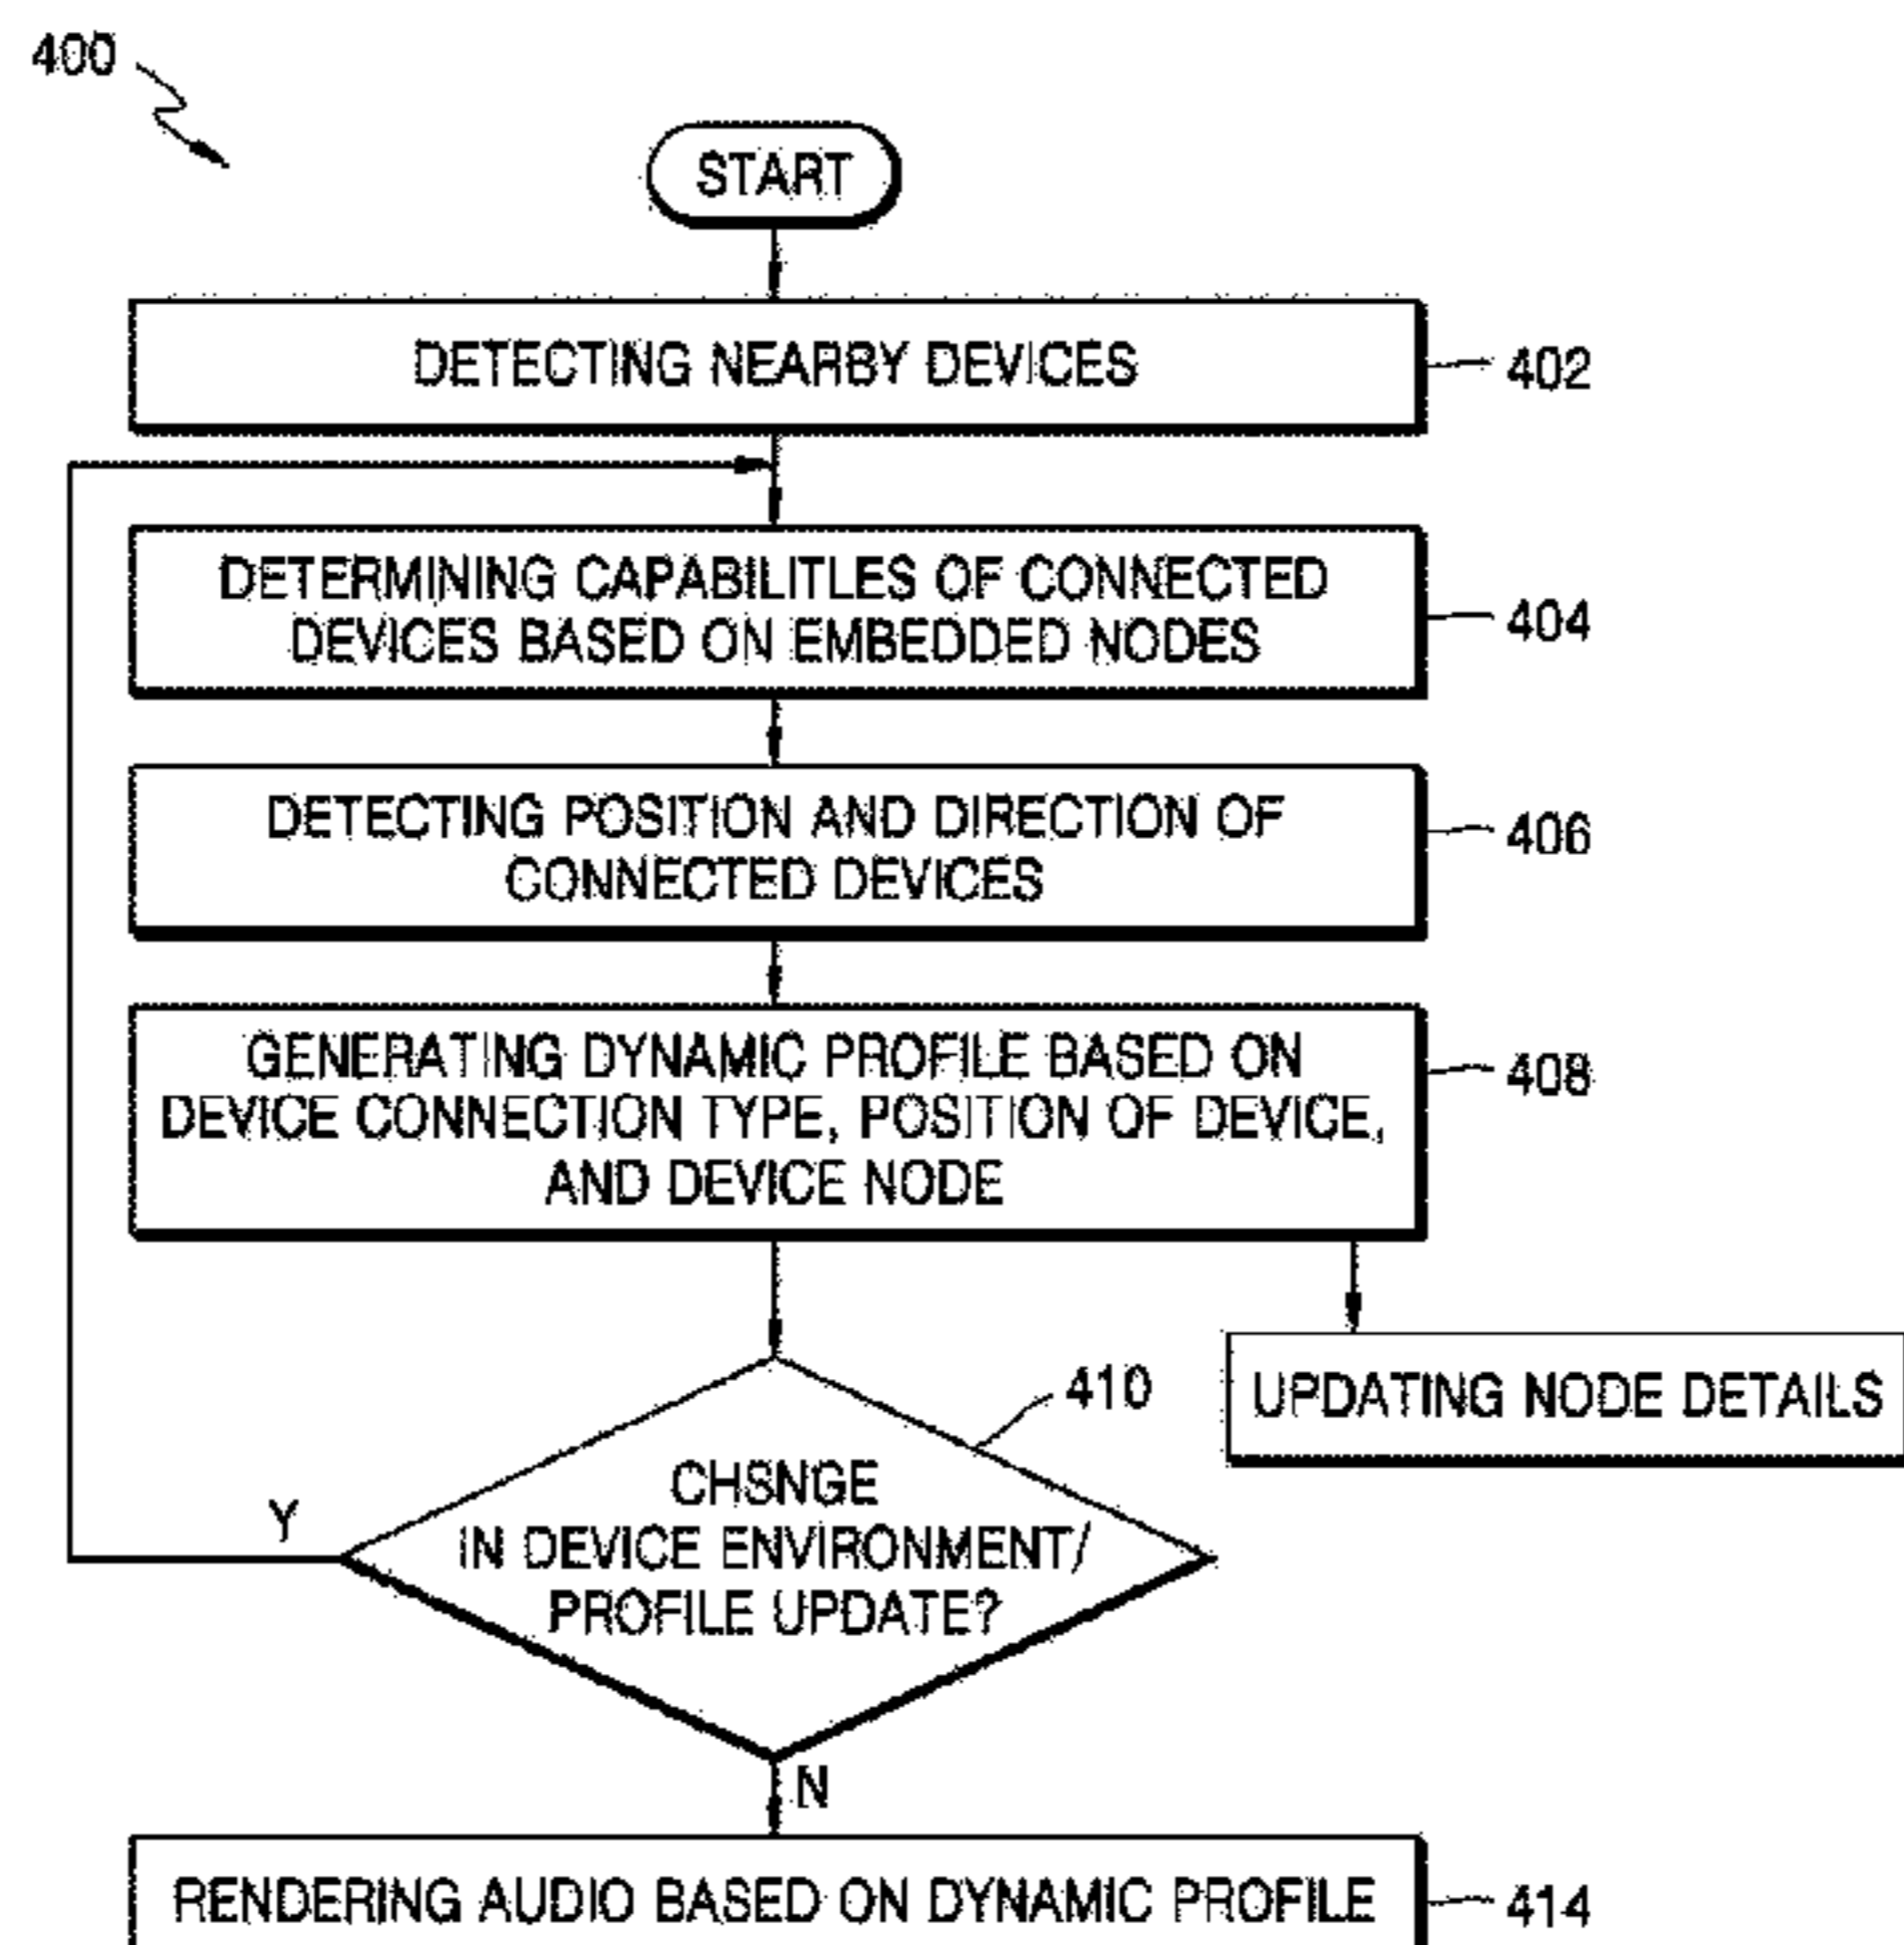 400
START
DETECTING NEARBY DEVICES
402
DETERMINING CAPABILITLES OF CONNECTED
DEVICES BASED ON EMBEDDED NODES
404
DETECTING POSITION AND DIRECTION OF
CONNECTED DEVICES
406
GENERATING DYNAMIC PROFILE BASED ON
DEVICE CONNECTION TYPE, POSITION OF DEVICE,
AND DEVICE NODE
408
UPDATING NODE DETAILS
410
CHSNGE
IN DEVICE ENVIRONMENT/
PROFILE UPDATE?
Y
N
RENDERING AUDIO BASED ON DYNAMIC PROFILE
414